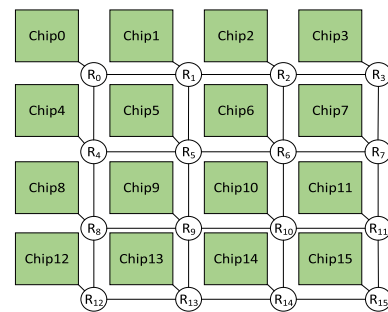 Chip0 Chip1 Chip2 Chip3
R0 R1 R2 R3
Chip4 Chip5 Chip6 Chip7
R4 R5 R6 R7
Chip8 Chip9 Chip10 Chip11
R8 R9 R10 R11
Chip12 Chip13 Chip14 Chip15
R12 R13 R14 R15